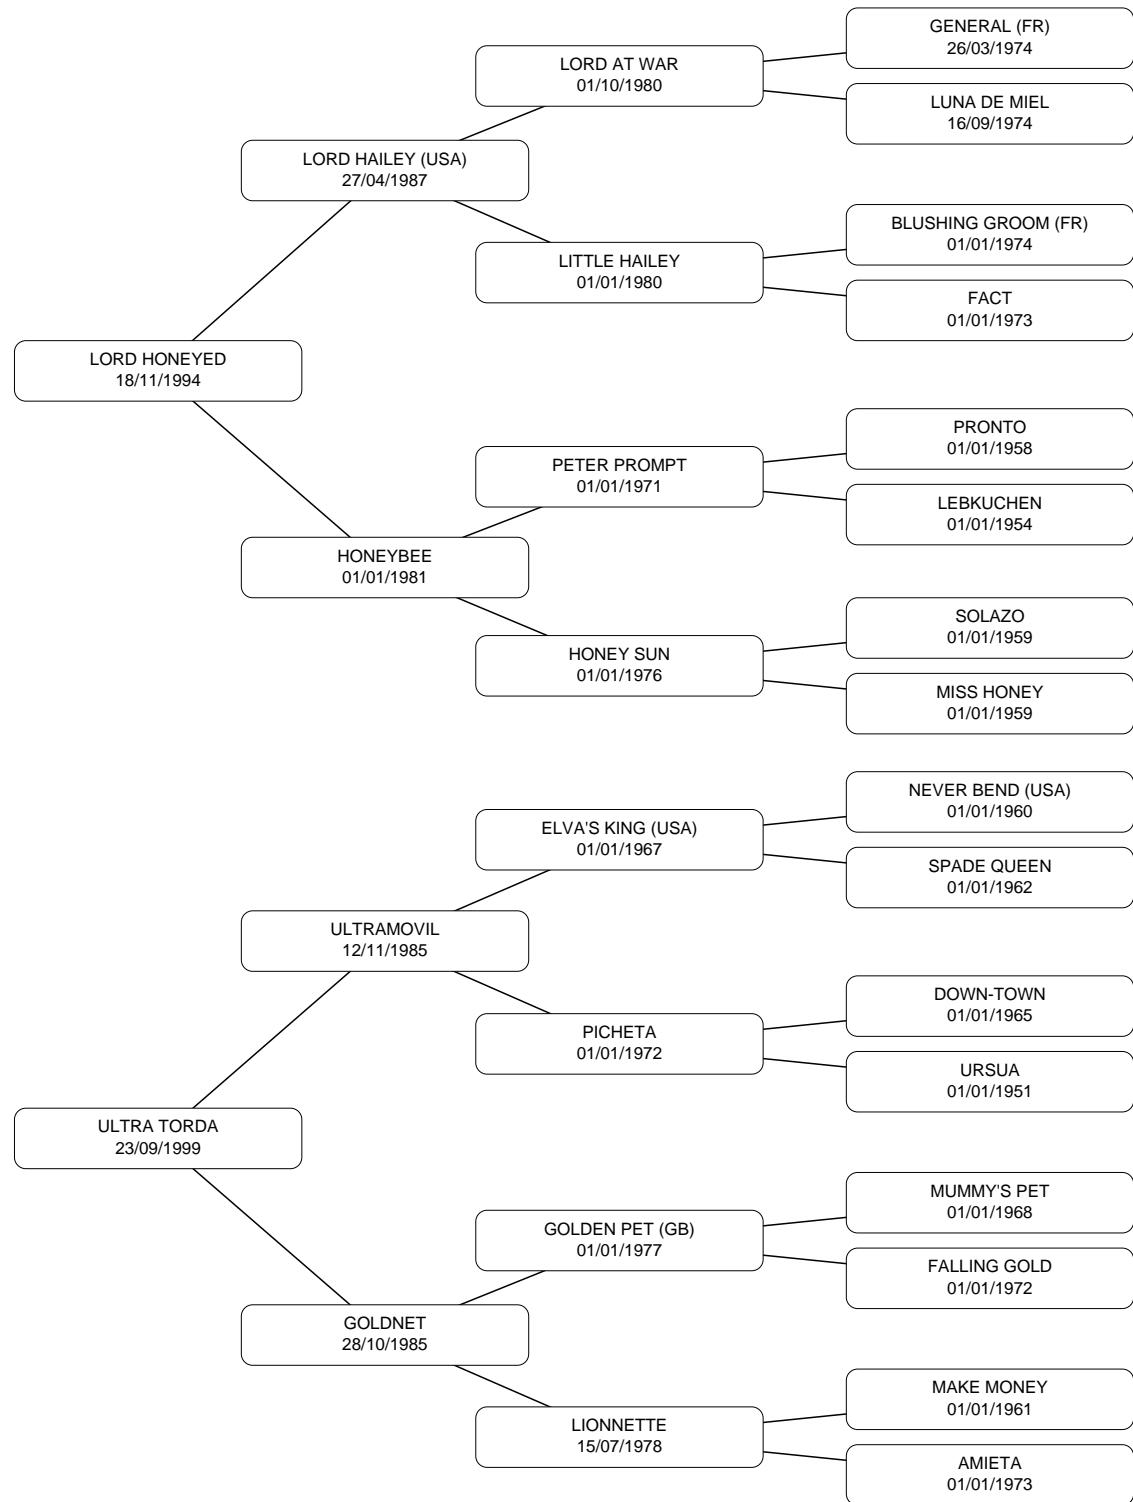 GENERAL (FR)
26/03/1974
LORD AT WAR
01/10/1980
LUNA DE MIEL
16/09/1974
LORD HAILEY (USA)
27/04/1987
BLUSHING GROOM (FR)
01/01/1974
LITTLE HAILEY
01/01/1980
FACT
01/01/1973
LORD HONEYED
18/11/1994
PRONTO
01/01/1958
PETER PROMPT
01/01/1971
LEBKUCHEN
01/01/1954
HONEYBEE
01/01/1981
SOLAZO
01/01/1959
HONEY SUN
01/01/1976
MISS HONEY
01/01/1959
NEVER BEND (USA)
01/01/1960
ELVA'S KING (USA)
01/01/1967
SPADE QUEEN
01/01/1962
ULTRAMOVIL
12/11/1985
DOWN-TOWN
01/01/1965
PICHETA
01/01/1972
URSUA
01/01/1951
ULTRA TORDA
23/09/1999
MUMMY'S PET
01/01/1968
GOLDEN PET (GB)
01/01/1977
FALLING GOLD
01/01/1972
GOLDNET
28/10/1985
MAKE MONEY
01/01/1961
LIONNETTE
15/07/1978
AMIETA
01/01/1973